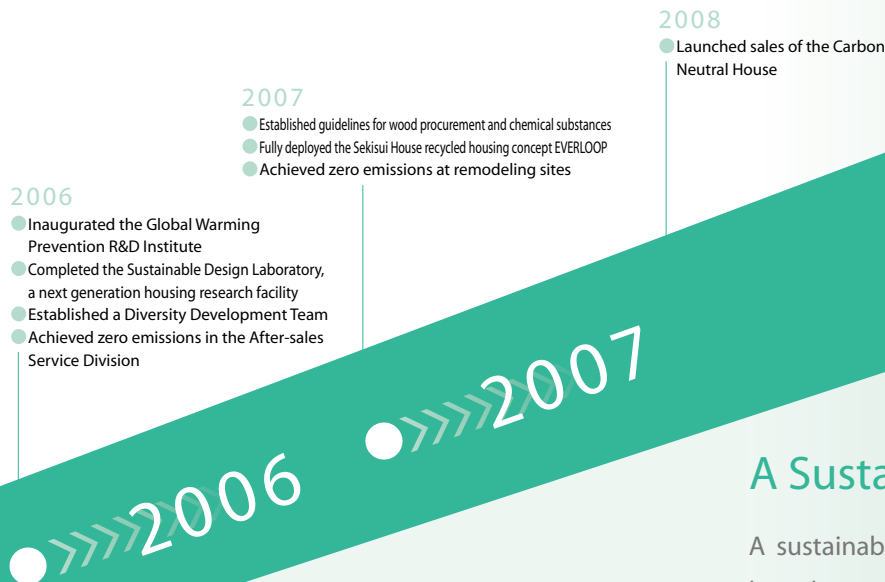 2008
Launched sales of the Carbon
Neutral House
2007
Established guidelines for wood procurement and chemical substances
Fully deployed the Sekisui House recycled housing concept EVERLOOP
Achieved zero emissions at remodeling sites
2006
Inaugurated the Global Warming
Prevention R&D Institute
Completed the Sustainable Design Laboratory,
a next generation housing research facility
Established a Diversity Development Team
Achieved zero emissions in the After-sales
Service Division
2007
2006
A Susta
A sustainab